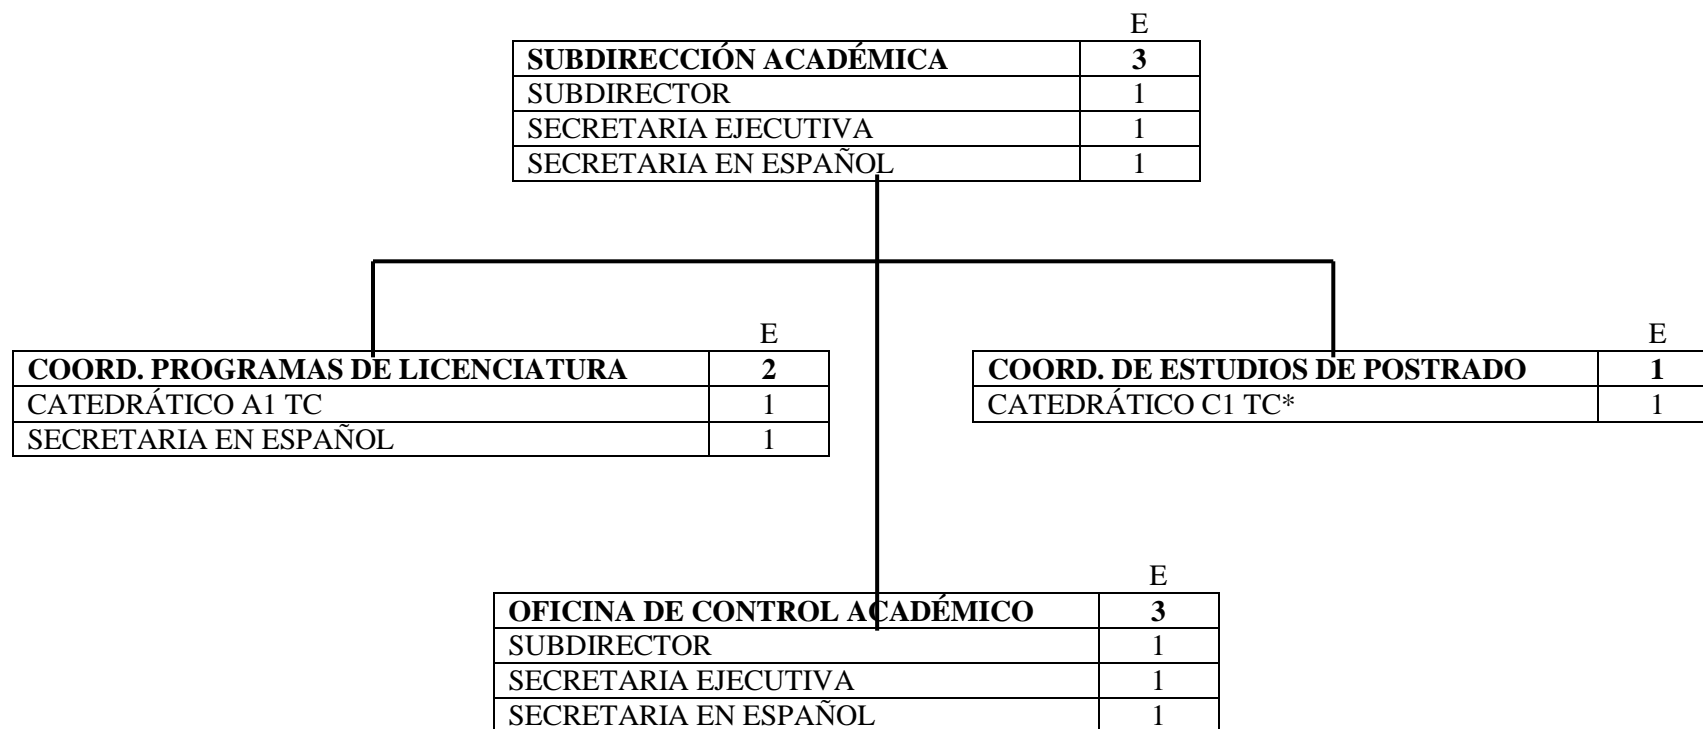 E
SUBDIRECCIÓN ACADÉMICA 3
SUBDIRECTOR 1
SECRETARIA EJECUTIVA 1
SECRETARIA EN ESPAÑOL 1
E
COORD. PROGRAMAS DE LICENCIATURA 2
CATEDRÁTICO A1 TC 1
SECRETARIA EN ESPAÑOL 1
E
COORD. DE ESTUDIOS DE POSTRADO 1
CATEDRÁTICO C1 TC* 1
E
OFICINA DE CONTROL ACADÉMICO 3
SUBDIRECTOR 1
SECRETARIA EJECUTIVA 1
SECRETARIA EN ESPAÑOL 1